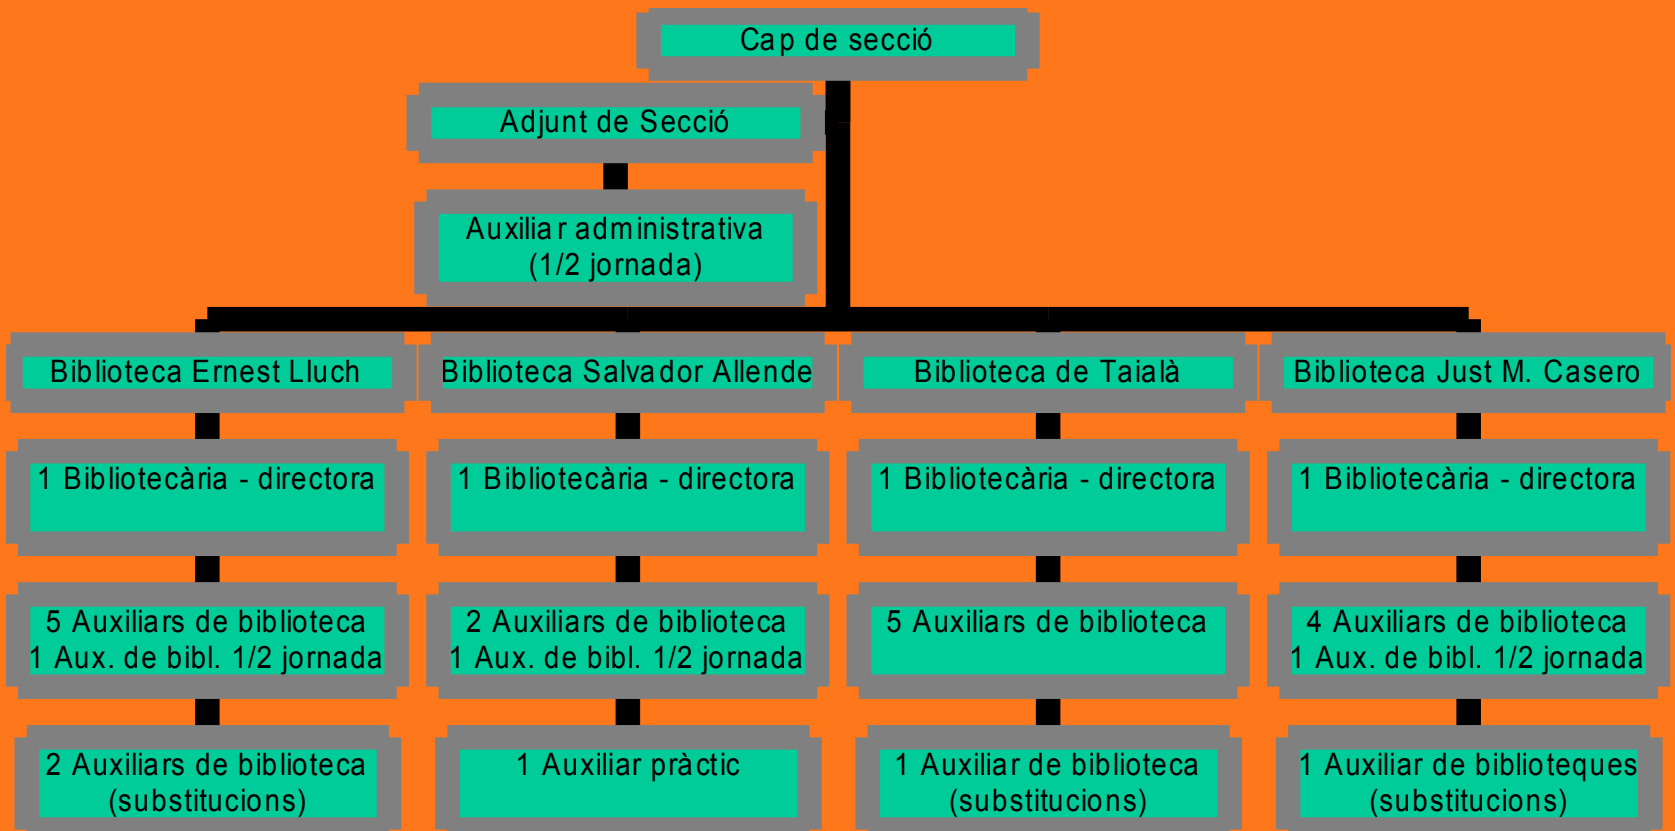 Cap de secció
Adjunt de Secció
Auxiliar administrativa
(1/2 jornada)
Biblioteca Ernest Lluch
Biblioteca Salvador Allende
Biblioteca de Taialà
Biblioteca Just M. Casero
1 Bibliotecària - directora
1 Bibliotecària - directora
1 Bibliotecària - directora
1 Bibliotecària - directora
5 Auxiliars de biblioteca
1 Aux. de bibl. 1/2 jornada
2 Auxiliars de biblioteca
1 Aux. de bibl. 1/2 jornada
5 Auxiliars de biblioteca
4 Auxiliars de biblioteca
1 Aux. de bibl. 1/2 jornada
2 Auxiliars de biblioteca
(substitucions)
1 Auxiliar pràctic
1 Auxiliar de biblioteca
(substitucions)
1 Auxiliar de biblioteques
(substitucions)